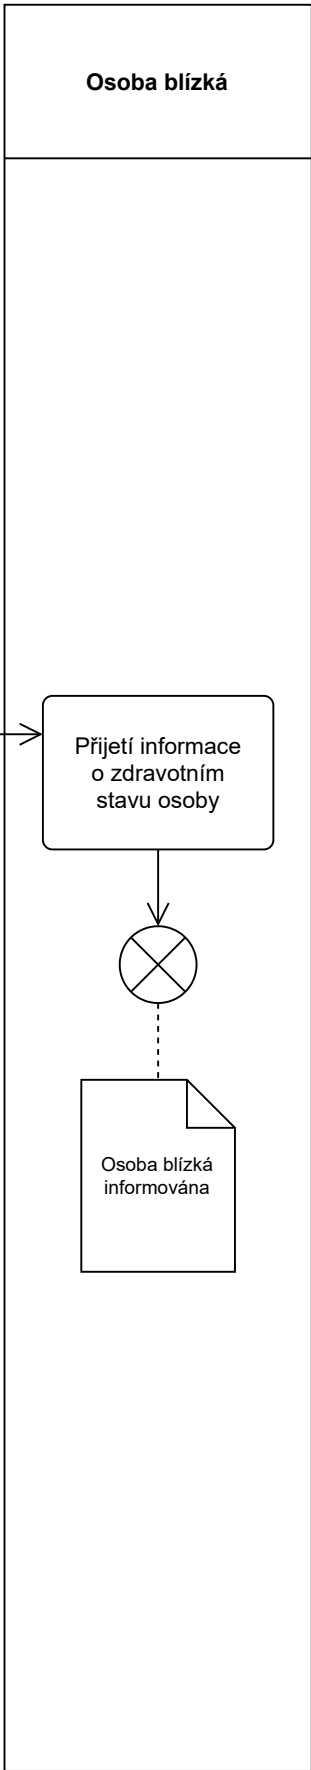 Osoba blízká
Přijetí informace
o zdravotním
stavu osoby
Osoba blízká
informována